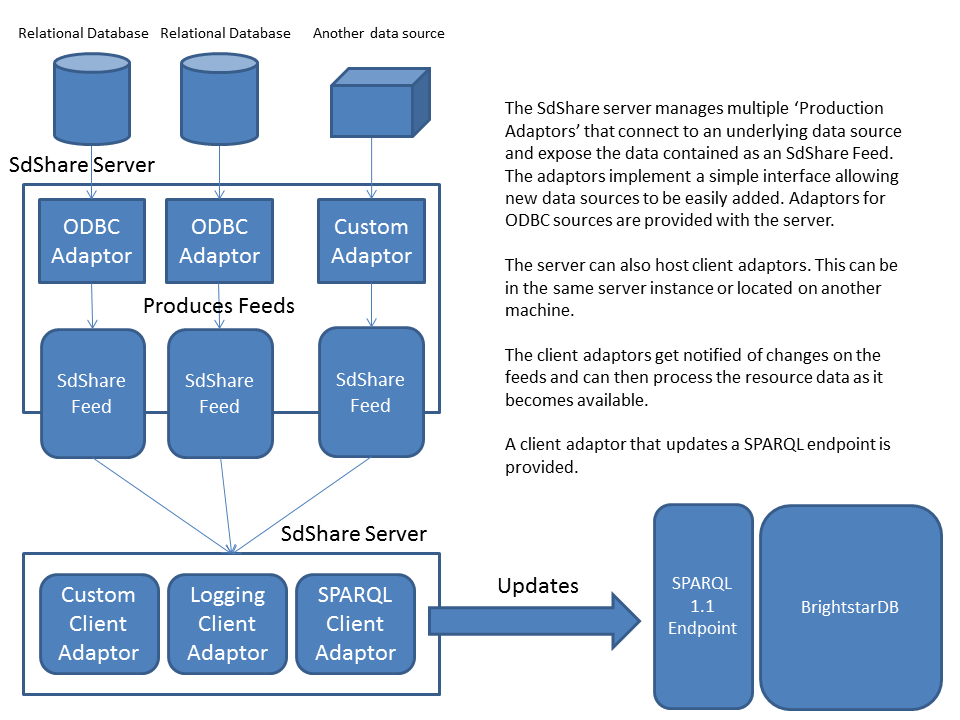 Relational Database
Relational Database
Another data source
SdShare Server
ODBC
Adaptor
ODBC
Adaptor
Custom
Adaptor
Produces Feeds
SdShare
Feed
SdShare
Feed
SdShare
Feed
SdShare Server
Custom
Client
Adaptor
Logging
Client
Adaptor
SPARQL
Client
Adaptor
Updates
SPARQL
1.1
Endpoint
BrightstarDB
The SdShare server manages multiple ‘Production
Adaptors’ that connect to an underlying data source
and expose the data contained as an SdShare Feed.
The adaptors implement a simple interface allowing
new data sources to be easily added. Adaptors for
ODBC sources are provided with the server.
The server can also host client adaptors. This can be
in the same server instance or located on another
machine.
The client adaptors get notified of changes on the
feeds and can then process the resource data as it
becomes available.
A client adaptor that updates a SPARQL endpoint is
provided.